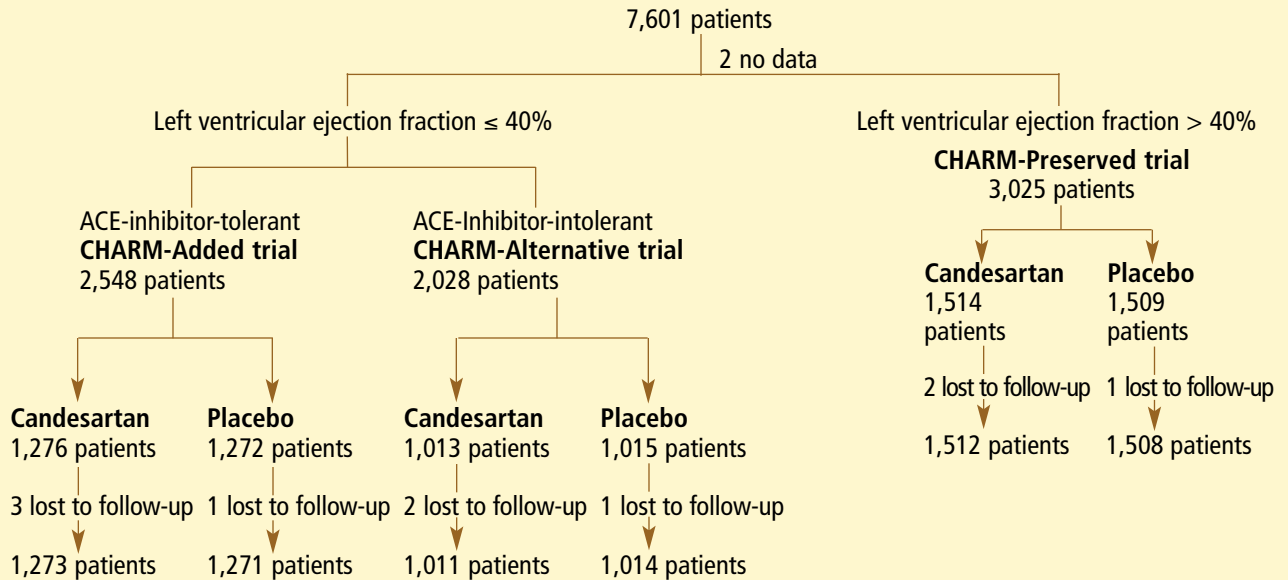 7,601 patients
2 no data
Left ventricular ejection fraction ≤ 40%
Left ventricular ejection fraction > 40%
CHARM-Preserved trial
3,025 patients
ACE-inhibitor-tolerant
CHARM-Added trial
2,548 patients
ACE-Inhibitor-intolerant
CHARM-Alternative trial
2,028 patients
Candesartan
1,514
patients
2 lost to follow-up
1,512 patients
Placebo
1,509
patients
1 lost to follow-up
1,508 patients
Candesartan
1,276 patients
3 lost to follow-up
1,273 patients
Placebo
1,272 patients
1 lost to follow-up
1,271 patients
Candesartan
1,013 patients
2 lost to follow-up
1,011 patients
Placebo
1,015 patients
1 lost to follow-up
1,014 patients